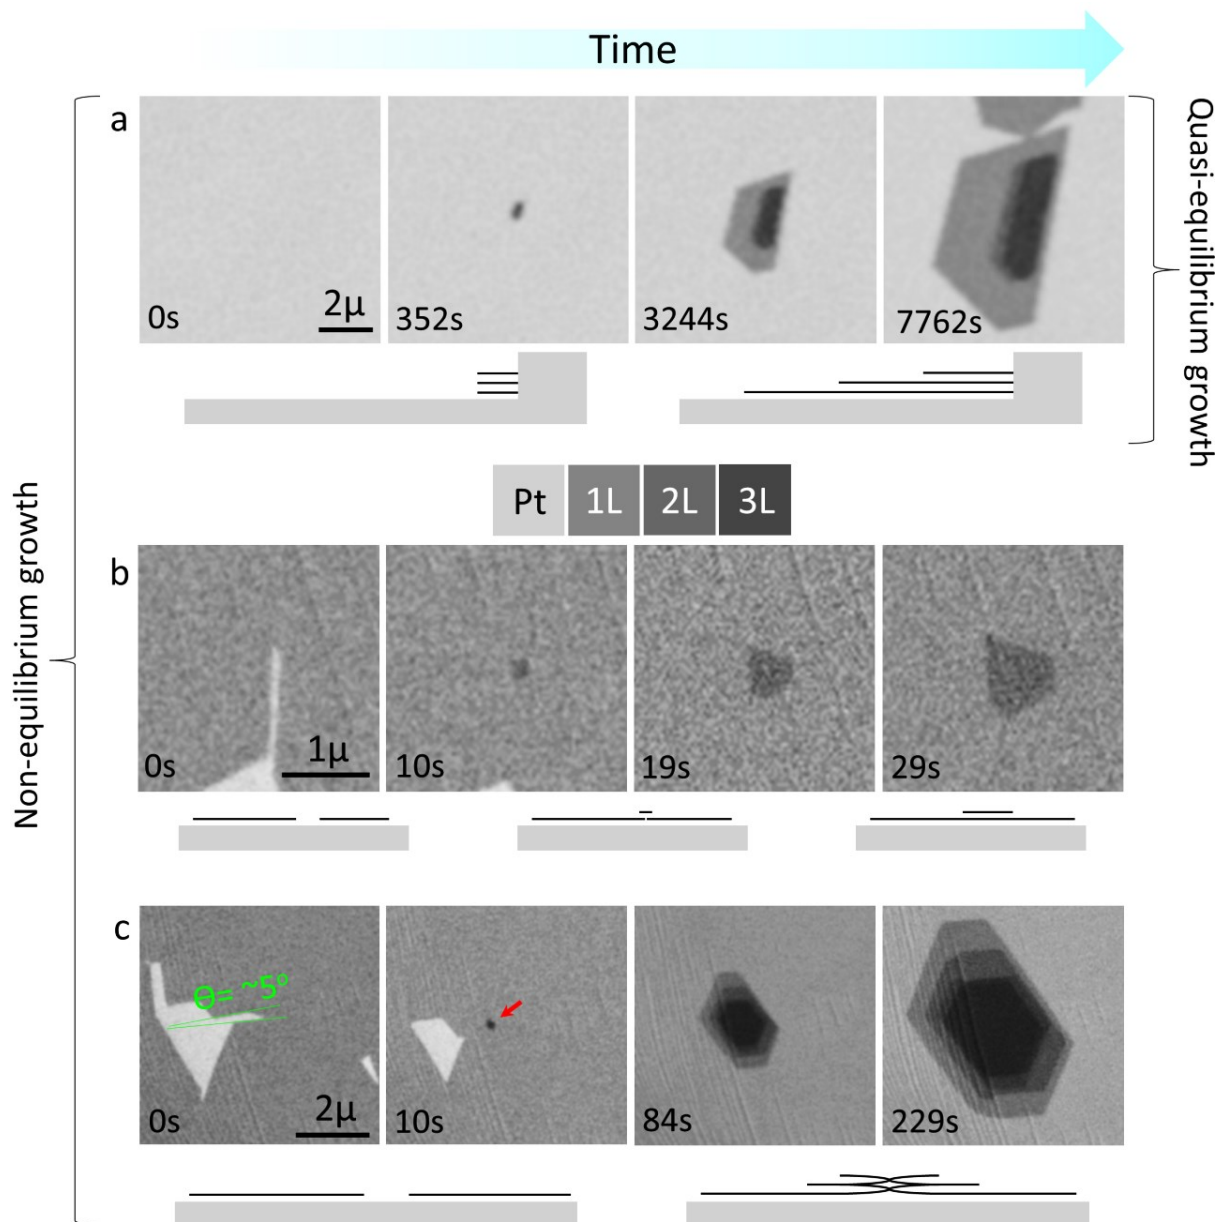 Time
a
0s
2μ
352s
3244s
7762s
Quasi-equilibrium growth
Non-equilibrium growth
Pt
1L
2L
3L
b
0s
1μ
10s
19s
29s
c
Θ= ~5°
0s
2μ
10s
84s
229s